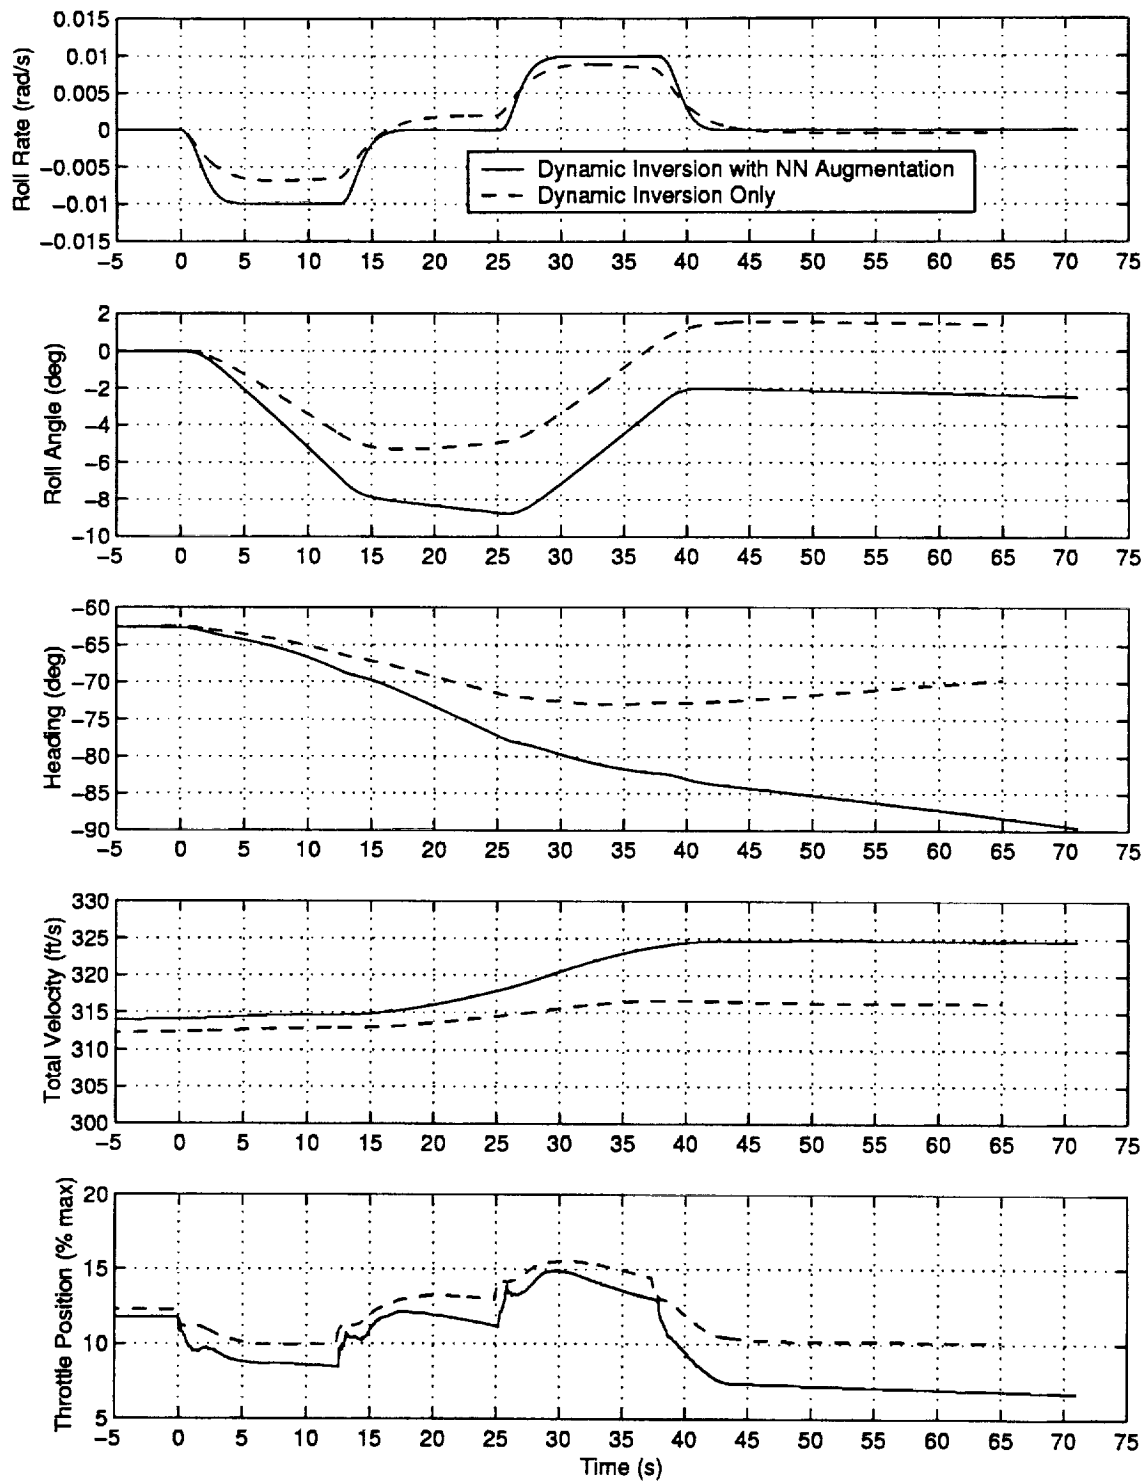 0.015
0.01
0.005
0
-0.005
-0.01
-0.015
Roll Rate (rad/s)
Dynamic Inversion with NN Augmentation
Dynamic Inversion Only
-5 0 5 10 15 20 25 30 35 40 45 50 55 60 65 70 75
2
0
-2
-4
-6
-8
-10
Roll Angle (deg)
-5 0 5 10 15 20 25 30 35 40 45 50 55 60 65 70 75
-60
-65
-70
-75
-80
-85
-90
Heading (deg)
-5 0 5 10 15 20 25 30 35 40 45 50 55 60 65 70 75
330
325
320
315
310
305
300
Total Velocity (ft/s)
-5 0 5 10 15 20 25 30 35 40 45 50 55 60 65 70 75
20
15
10
5
Throttle Position (% max)
-5 0 5 10 15 20 25 30 35 40 45 50 55 60 65 70 75
Time (s)